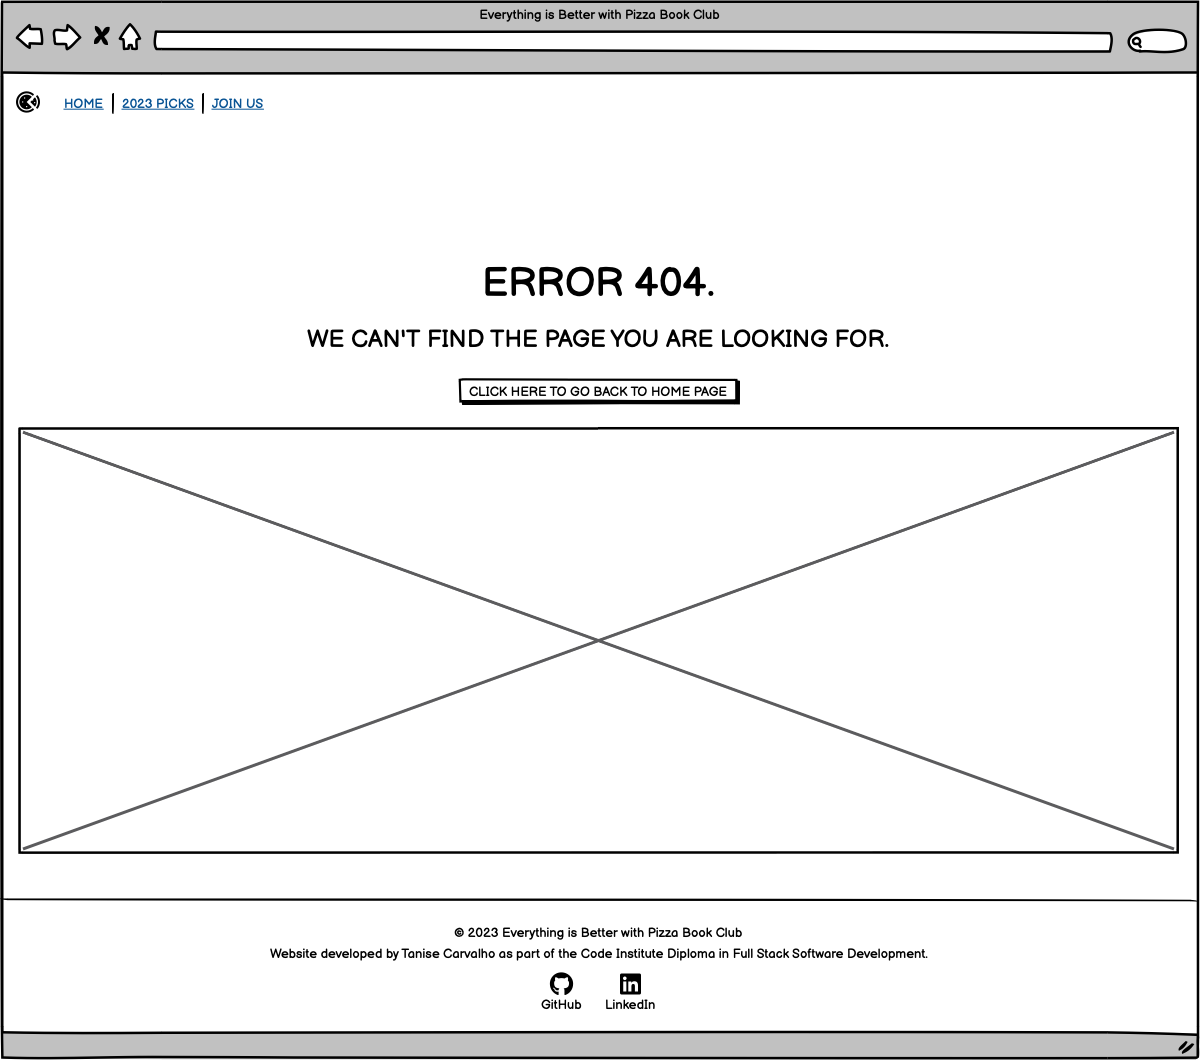 Everything is Better with Pizza Book Club
HOME | 2023 PICKS | JOIN US
ERROR 404.
WE CAN'T FIND THE PAGE YOU ARE LOOKING FOR.
CLICK HERE TO GO BACK TO HOME PAGE
© 2023 Everything is Better with Pizza Book Club
Website developed by Tanise Carvalho as part of the Code Institute Diploma in Full Stack Software Development.
GitHub LinkedIn